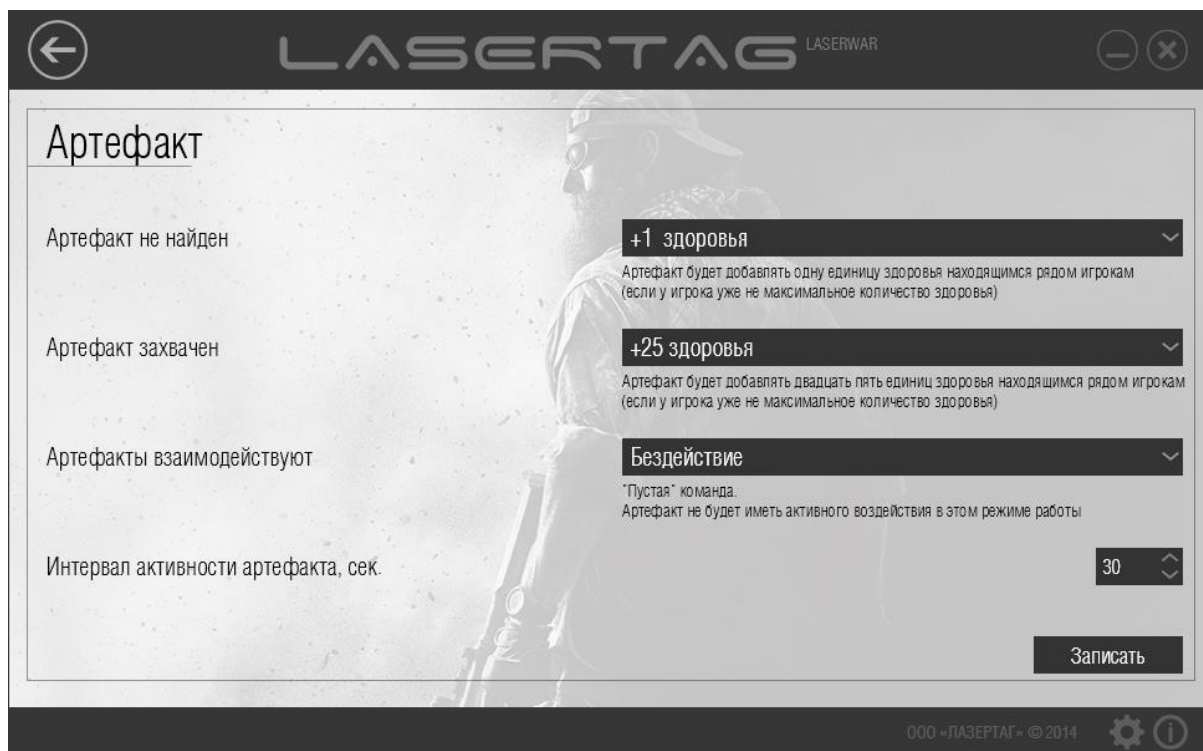 LASERTAG LASERWAR
Артефакт
Артефакт не найден
+1 здоровья
Артефакт будет добавлять одну единицу здоровья находящимся рядом игрокам
(если у игрока уже не максимальное количество здоровья)
Артефакт захвачен
+25 здоровья
Артефакт будет добавлять двадцать пять единиц здоровья находящимся рядом игрокам
(если у игрока уже не максимальное количество здоровья)
Артефакты взаимодействуют
Бездействие
"Пустая" команда.
Артефакт не будет иметь активного воздействия в этом режиме работы
Интервал активности артефакта, сек.
30
Записать
ООО «ЛАЗЕРТАГ» © 2014